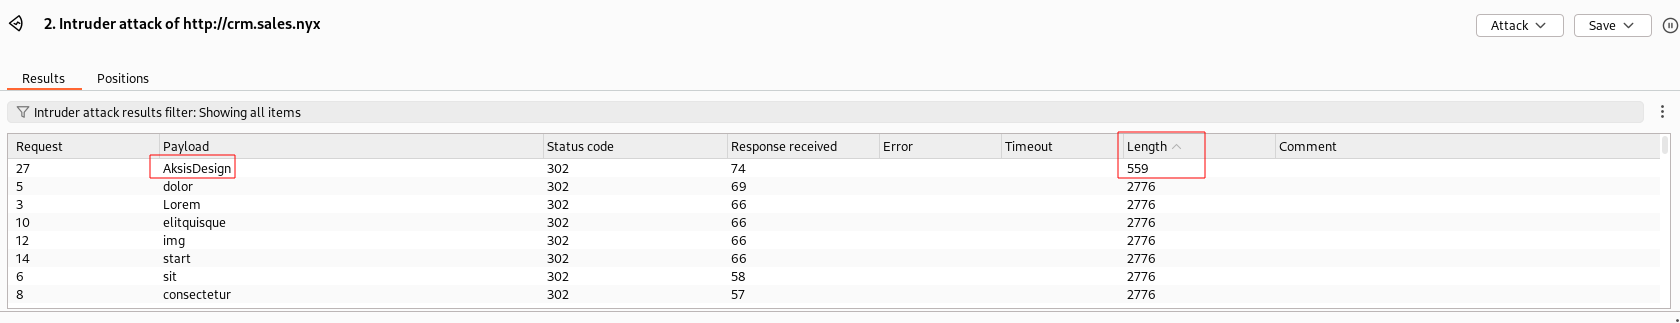 2. Intruder attack of http://crm.sales.nyx
Attack
Save
Results Positions
Intruder attack results filter: Showing all items
Request Payload Status code Response received Error Timeout Length Comment
27 AksisDesign 302 74 559
5 dolor 302 69 2776
3 Lorem 302 66 2776
10 elitquisque 302 66 2776
12 img 302 66 2776
14 start 302 66 2776
6 sit 302 58 2776
8 consectetur 302 57 2776